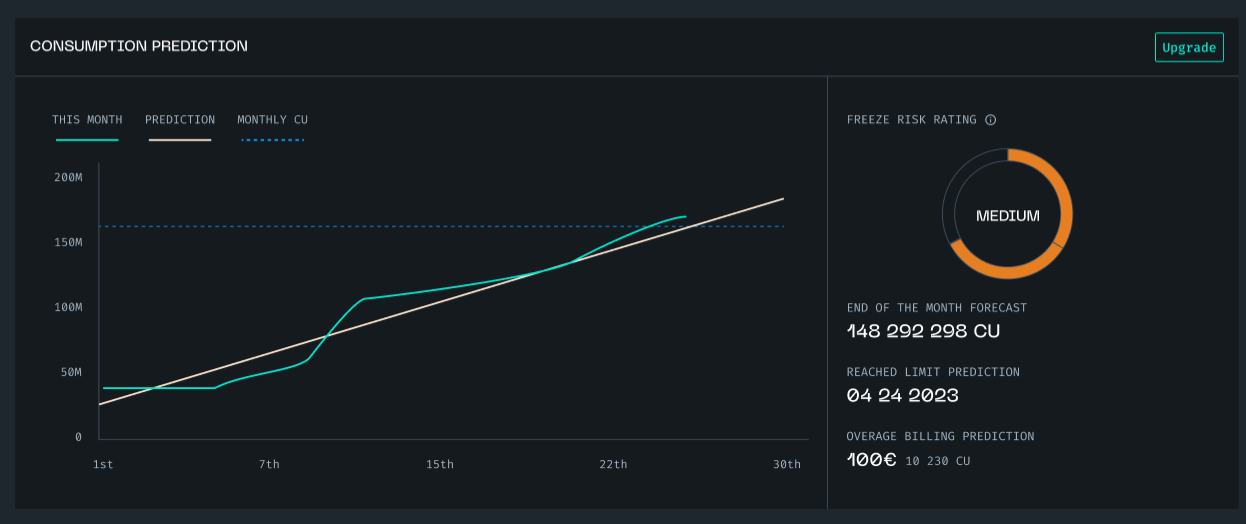 CONSUMPTION PREDICTION
Upgrade
THIS MONTH PREDICTION MONTHLY CU
200M
150M
100M
50M
0
1st 7th 15th 22th 30th
FREEZE RISK RATING
MEDIUM
END OF THE MONTH FORECAST
148 292 298 CU
REACHED LIMIT PREDICTION
04 24 2023
OVERAGE BILLING PREDICTION
100€ 10 230 CU